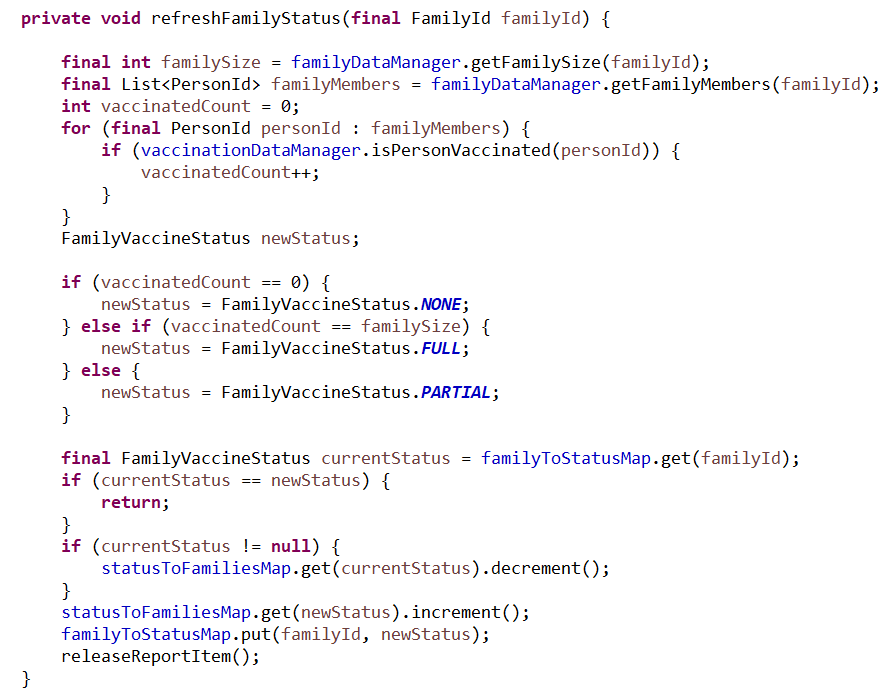 private void refreshFamilyStatus(final FamilyId familyId) {

    final int familySize = familyDataManager.getFamilySize(familyId);
    final List<PersonId> familyMembers = familyDataManager.getFamilyMembers(familyId);
    int vaccinatedCount = 0;
    for (final PersonId personId : familyMembers) {
        if (vaccinationDataManager.isPersonVaccinated(personId)) {
            vaccinatedCount++;
        }
    }
    FamilyVaccineStatus newStatus;

    if (vaccinatedCount == 0) {
        newStatus = FamilyVaccineStatus.NONE;
    } else if (vaccinatedCount == familySize) {
        newStatus = FamilyVaccineStatus.FULL;
    } else {
        newStatus = FamilyVaccineStatus.PARTIAL;
    }

    final FamilyVaccineStatus currentStatus = familyToStatusMap.get(familyId);
    if (currentStatus == newStatus) {
        return;
    }
    if (currentStatus != null) {
        statusToFamiliesMap.get(currentStatus).decrement();
    }
    statusToFamiliesMap.get(newStatus).increment();
    familyToStatusMap.put(familyId, newStatus);
    releaseReportItem();
}